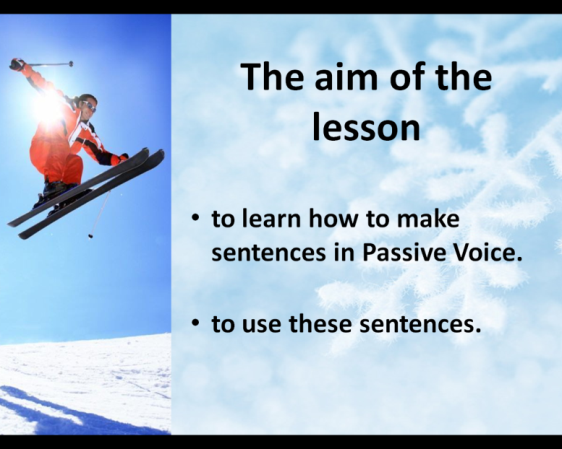 The aim of the
lesson
• to learn how to make
sentences in Passive Voice.
• to use these sentences.